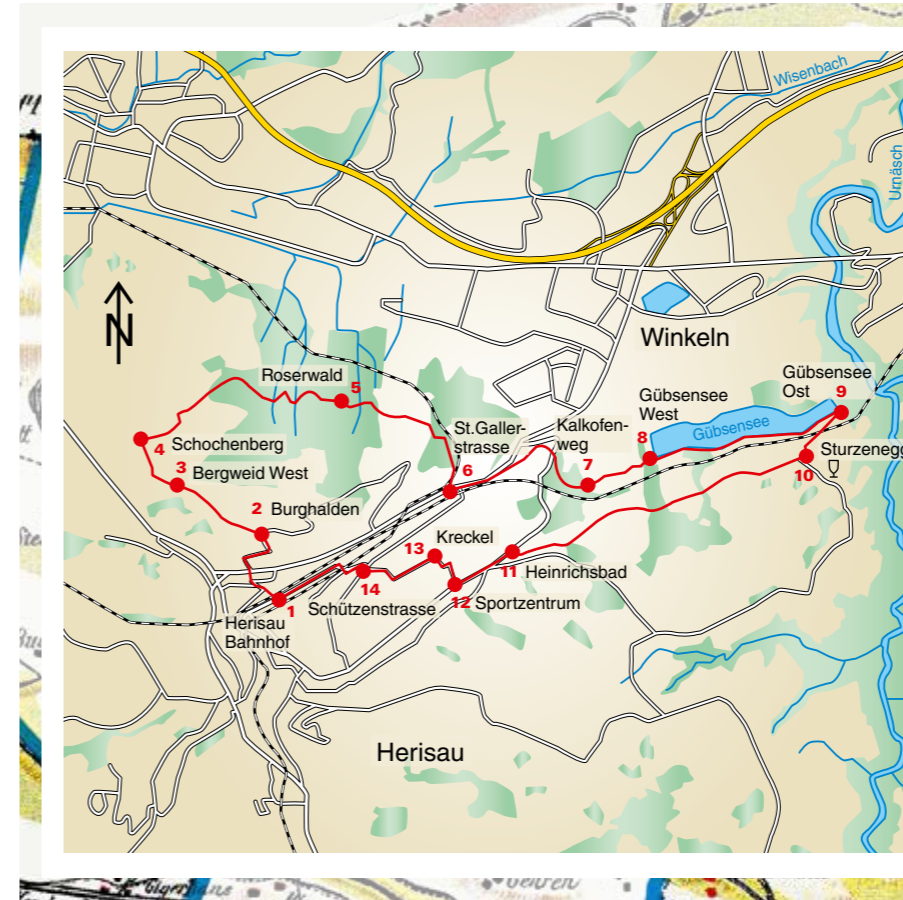 Wisenbach
Urnäsch
N
Winkeln
Roserwald
5
Gübsensee
Ost
9
Gübsensee
West
8
Gübsensee
St.Galler-
strasse
6
Kalkofen-
weg
7
4
Schochenberg
3
Bergweid West
10
Sturzenegg
2
Burghalden
13
Kreckel
11
Heinrichsbad
1
Herisau
Bahnhof
14
Schützenstrasse
12
Sportzentrum
Herisau